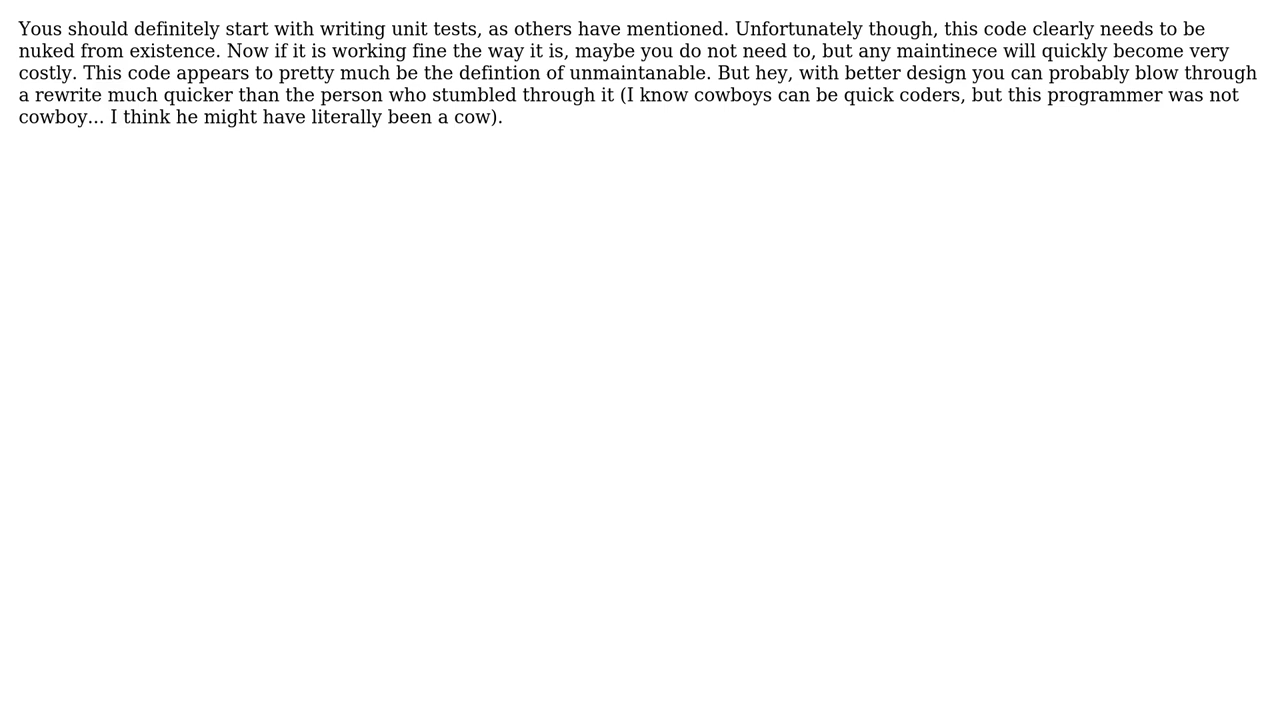 Yous should definitely start with writing unit tests, as others have mentioned. Unfortunately though, this code clearly needs to be
nuked from existence. Now if it is working fine the way it is, maybe you do not need to, but any maintinece will quickly become very
costly. This code appears to pretty much be the defintion of unmaintanable. But hey, with better design you can probably blow through
a rewrite much quicker than the person who stumbled through it (I know cowboys can be quick coders, but this programmer was not
cowboy... I think he might have literally been a cow).